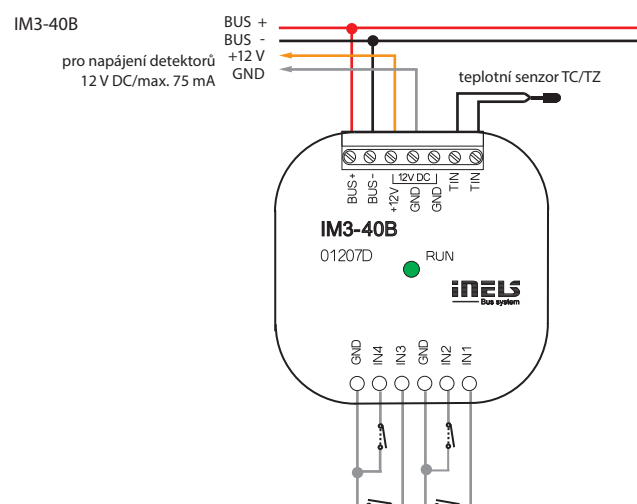 IM3-40B
BUS +
BUS -
+12 V
GND
pro napájení detektorů
12 V DC/max. 75 mA
teplotní senzor TC/TZ
BUS+
BUS-
+12V
12V DC
GND
GND
TIN
TIN
IM3-40B
01207D
RUN
iNELS
Bus system
GND
IN4
IN3
GND
IN2
IN1